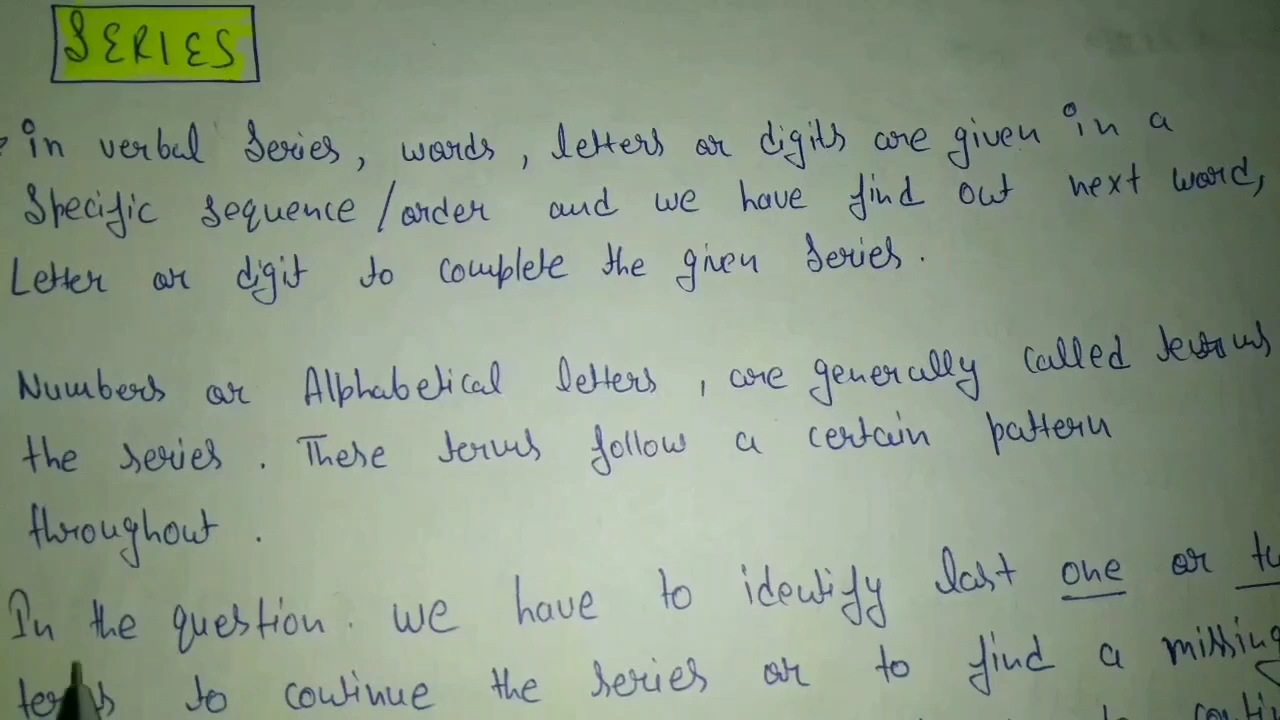 SERIES
in verbal Series, words, letters or digits are given in a
Specific sequence/order and we have find out next word,
Letter or digit to complete the given Series.
Numbers or Alphabetical letters, are generally called terms
the series. These terms follow a certain pattern
throughout.
In the question. we have to identify last one or
terms to continue the series or to find a missing